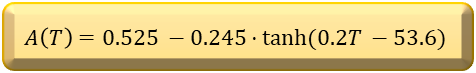 A(T) = 0.525 − 0.245 · tanh(0.2T − 53.6)